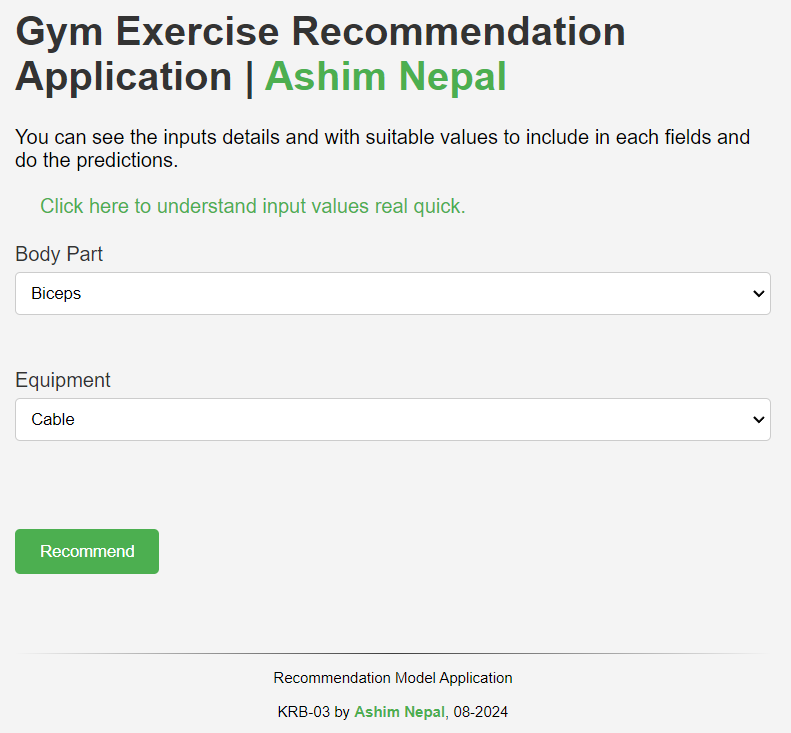 Gym Exercise Recommendation
Application | Ashim Nepal
You can see the inputs details and with suitable values to include in each fields and
do the predictions.
Click here to understand input values real quick.
Body Part
Biceps
Equipment
Cable
Recommend
Recommendation Model Application
KRB-03 by Ashim Nepal, 08-2024